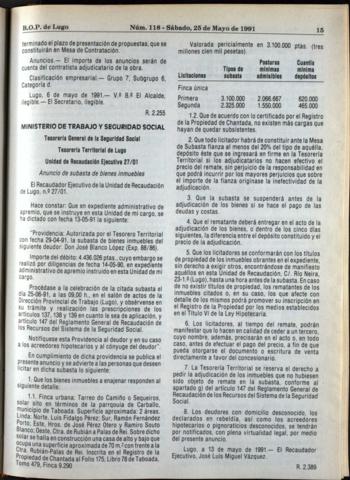 B.O.P. de Lugo
Núm. 118 - Sábado, 25 de Mayo de 1991
15
terminado el plazo de presentación de propuestas, que se
constituirán en Mesa de Contratación.
Anuncios.— El importe de los anuncios serán de
cuenta del contratista adjudicatario de la obra.
Clasificación empresarial.— Grupo 7, Subgrupo 6,
Categoría d.
Lugo, 6 de mayo de 1991.— V.º B.º El Alcalde,
ilegible.— El Secretario, ilegible.
R. 2.255
MINISTERIO DE TRABAJO Y SEGURIDAD SOCIAL
Tesorería General de la Seguridad Social
Tesorería Territorial de Lugo
Unidad de Recaudación Ejecutiva 27/01
Anuncio de subasta de bienes inmuebles
El Recaudador Ejecutivo de la Unidad de Recaudación
de Lugo, n.º 27/01.
Hace constar: Que en expediente administrativo de
apremio, que se instruye en esta Unidad de mi cargo, se
ha dictado con fecha 13-05-91 la siguiente:
"Providencia: Autorizada por el Tesorero Territorial
con fecha 29-04-91, la subasta de bienes inmuebles del
siguiente deudor: Don José Blanco López (Exp. 86/86).
Importe del débito: 4.436.026 ptas., cuyo embargo se
realizó por diligencias de fecha 14-05-90, en expediente
administrativo de apremio instruido en esta Unidad de mi
cargo.
Procédase a la celebración de la citada subasta el
día 25-06-91, a las 09.00 h., en el salón de actos de la
Dirección Provincial de Trabajo (Lugo), y obsérvense en
su trámite y realización las prescripciones de los
artículos 137, 138 y 139 en cuanto le sea de aplicación, y
artículo 147 del Reglamento General de Recaudación de
los Recursos del Sistema de la Seguridad Social.
Notifíquese esta Providencia al deudor y en su caso
a los acreedores hipotecarios y al cónyuge del deudor".
En cumplimiento de dicha providencia se publica el
presente anuncio y se advierte a las personas que deseen
licitar en dicha subasta lo siguiente:
1. Que los bienes inmuebles a enajenar responden al
siguiente detalle:
1.1. Finca urbana: Tarreo do Camiño o Sequeiros,
solar sito en términos de la parroquia de Carballo,
municipio de Taboada. Superficie aproximada: 2 áreas.
Linda: Norte, Luis Fidalgo Pérez; Sur, Ramón Fernández
Porto; Este, Hros. de José Pérez Otero y Ramiro Souto
Blanco; Oeste, Ctra. de Rubián a Palas de Rei. Sobre dicho
solar se halla en construcción una casa de alto y bajo que
ocupa una superficie aproximada de 70 m.² con frente a la
Ctra. Rubián-Palas de Rei. Inscrita en el Registro de la
Propiedad de Chantada al Folio 175, Libro 78 de Taboada,
Tomo 479, Finca 9.290
Valorada pericialmente en 3.100.000 ptas. (tres
millones cien mil pesetas).
Licitaciones Tipos de subasta Posturas mínimas admisibles Cuantía mínima depósitos
Finca única
Primera 3.100.000 2.066.667 620.000
Segunda 2.325.000 1.550.000 465.000
1.2. Que de acuerdo con lo certificado por el Registro
de la Propiedad de Chantada, no existen más cargas que
hayan de quedar subsistentes.
2. Que todo licitador habrá de constituir ante la Mesa
de Subasta fianza al menos del 20% del tipo de aquélla,
depósito éste que se ingresará en firme en la Tesorería
Territorial si los adjudicatarios no hacen efectivo el
precio del remate, sin perjuicio de la responsabilidad en
que podrá incurrir por los mayores perjuicios que sobre
el importe de la fianza originase la inefectividad de la
adjudicación.
3. Que la subasta se suspenderá antes de la
adjudicación de los bienes si se hace el pago de las
deudas y costas.
4. Que el rematante deberá entregar en el acto de la
adjudicación de los bienes, o dentro de los cinco días
siguientes, la diferencia entre el depósito constituido y el
precio de la adjudicación.
5. Que los licitadores se conformarán con los títulos
de propiedad de los inmuebles obrantes en el expediente,
sin derecho a exigir otros, encontrándose de manifiesto
aquéllos en esta Unidad de Recaudación, C/. Río Neira,
23-1.º (Lugo), hasta una hora antes de la subasta. En caso
de no existir títulos de propiedad, los rematantes de los
inmuebles citados o, en su caso, los que afecte con
detalle de los mismos podrá promover su inscripción en
el Registro de la Propiedad por los medios establecidos
en el Título VI de la Ley Hipotecaria.
6. Que los licitadores, al tiempo del remate, podrán
manifestar que lo hacen en calidad de ceder a un tercero,
cuyo nombre, además, precisarán en el acto o, en todo
caso, antes de efectuar el pago del precio, a fin de que
pueda otorgarse el documento o escritura de venta
directamente a favor del concesionario.
7. La Tesorería Territorial se reserva el derecho a
pedir la adjudicación de los inmuebles que no hubiesen
sido objeto de remate en la subasta, conforme al
apartado g) del artículo 147 del Reglamento General de
Recaudación de los Recursos del Sistema de la Seguridad
Social.
8. Los deudores con domicilio desconocido, los
declarados en rebeldía, así como los acreedores
hipotecarios o pignoraticios desconocidos, se tendrán
por notificados, con plena virtualidad legal, por medio
del presente anuncio.
Lugo, a 13 de mayo de 1991.— El Recaudador
Ejecutivo, José Luis Miguel Vázquez.
R. 2.389